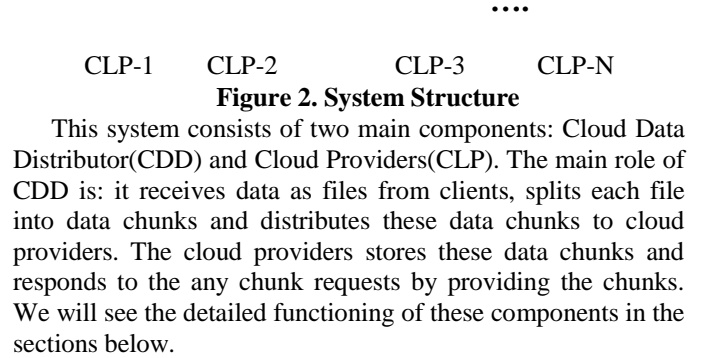 ....
CLP-1 CLP-2 CLP-3 CLP-N
Figure 2. System Structure
This system consists of two main components: Cloud Data
Distributor(CDD) and Cloud Providers(CLP). The main role of
CDD is: it receives data as files from clients, splits each file
into data chunks and distributes these data chunks to cloud
providers. The cloud providers stores these data chunks and
responds to the any chunk requests by providing the chunks.
We will see the detailed functioning of these components in the
sections below.